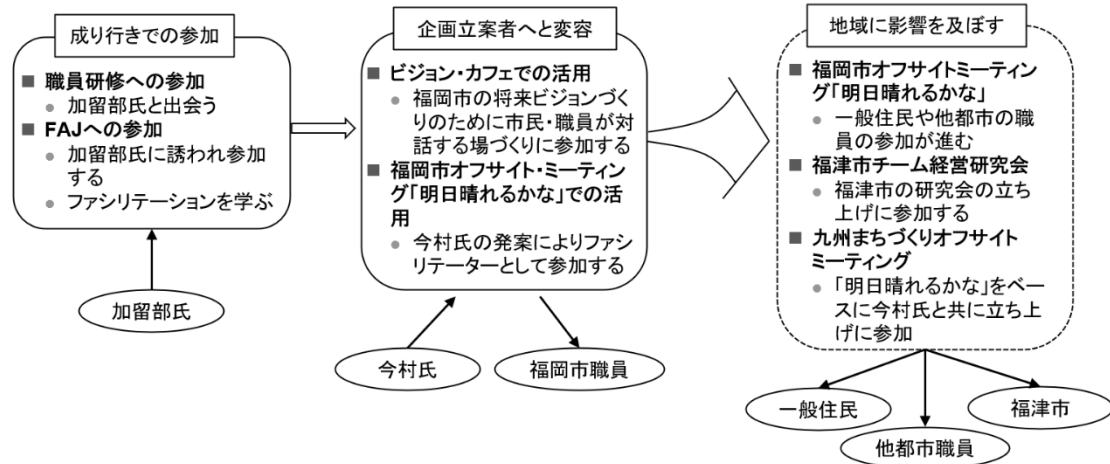 成り行きでの参加
■ 職員研修への参加
● 加留部氏と出会う
■ FAJへの参加
● 加留部氏に誘われ参加
する
● ファシリテーションを学ぶ
加留部氏
企画立案者へと変容
■ ビジョン・カフェでの活用
● 福岡市の将来ビジョンづく
りのために市民・職員が対
話する場づくりに参加する
■ 福岡市オフサイト・ミーティン
グ「明日晴れるかな」での活
用
● 今村氏の発案によりファシ
リテーターとして参加する
今村氏
福岡市職員
地域に影響を及ぼす
■ 福岡市オフサイトミーティン
グ「明日晴れるかな」
● 一般住民や他都市の職
員の参加が進む
■ 福津市チーム経営研究会
● 福津市の研究会の立ち
上げに参加する
■ 九州まちづくりオフサイト
ミーティング
● 「明日晴れるかな」をベー
スに今村氏と共に立ち上
げに参加
一般住民
他都市職員
福津市